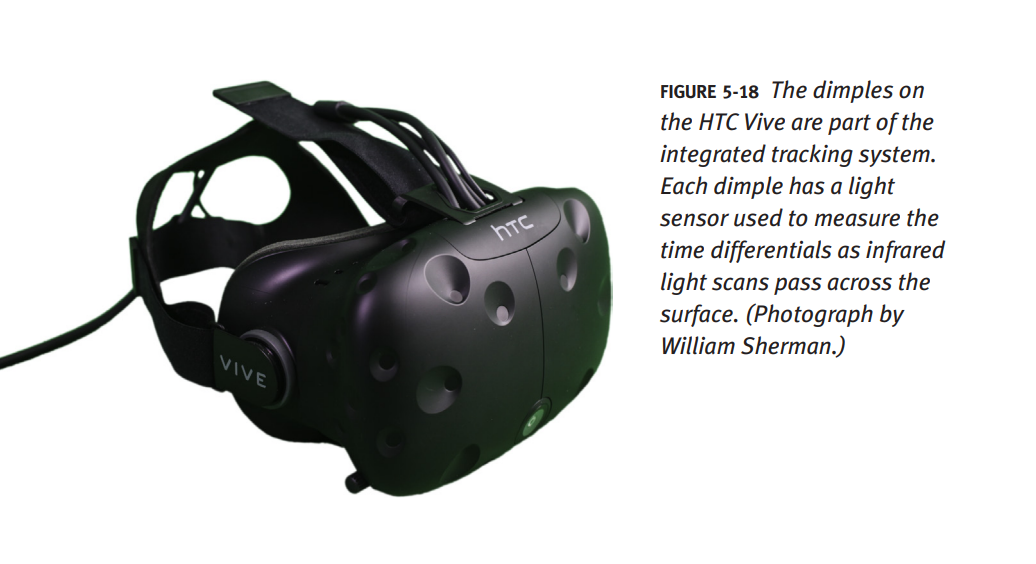 hTC
VIVE
FIGURE 5-18 The dimples on
the HTC Vive are part of the
integrated tracking system.
Each dimple has a light
sensor used to measure the
time differentials as infrared
light scans pass across the
surface. (Photograph by
William Sherman.)